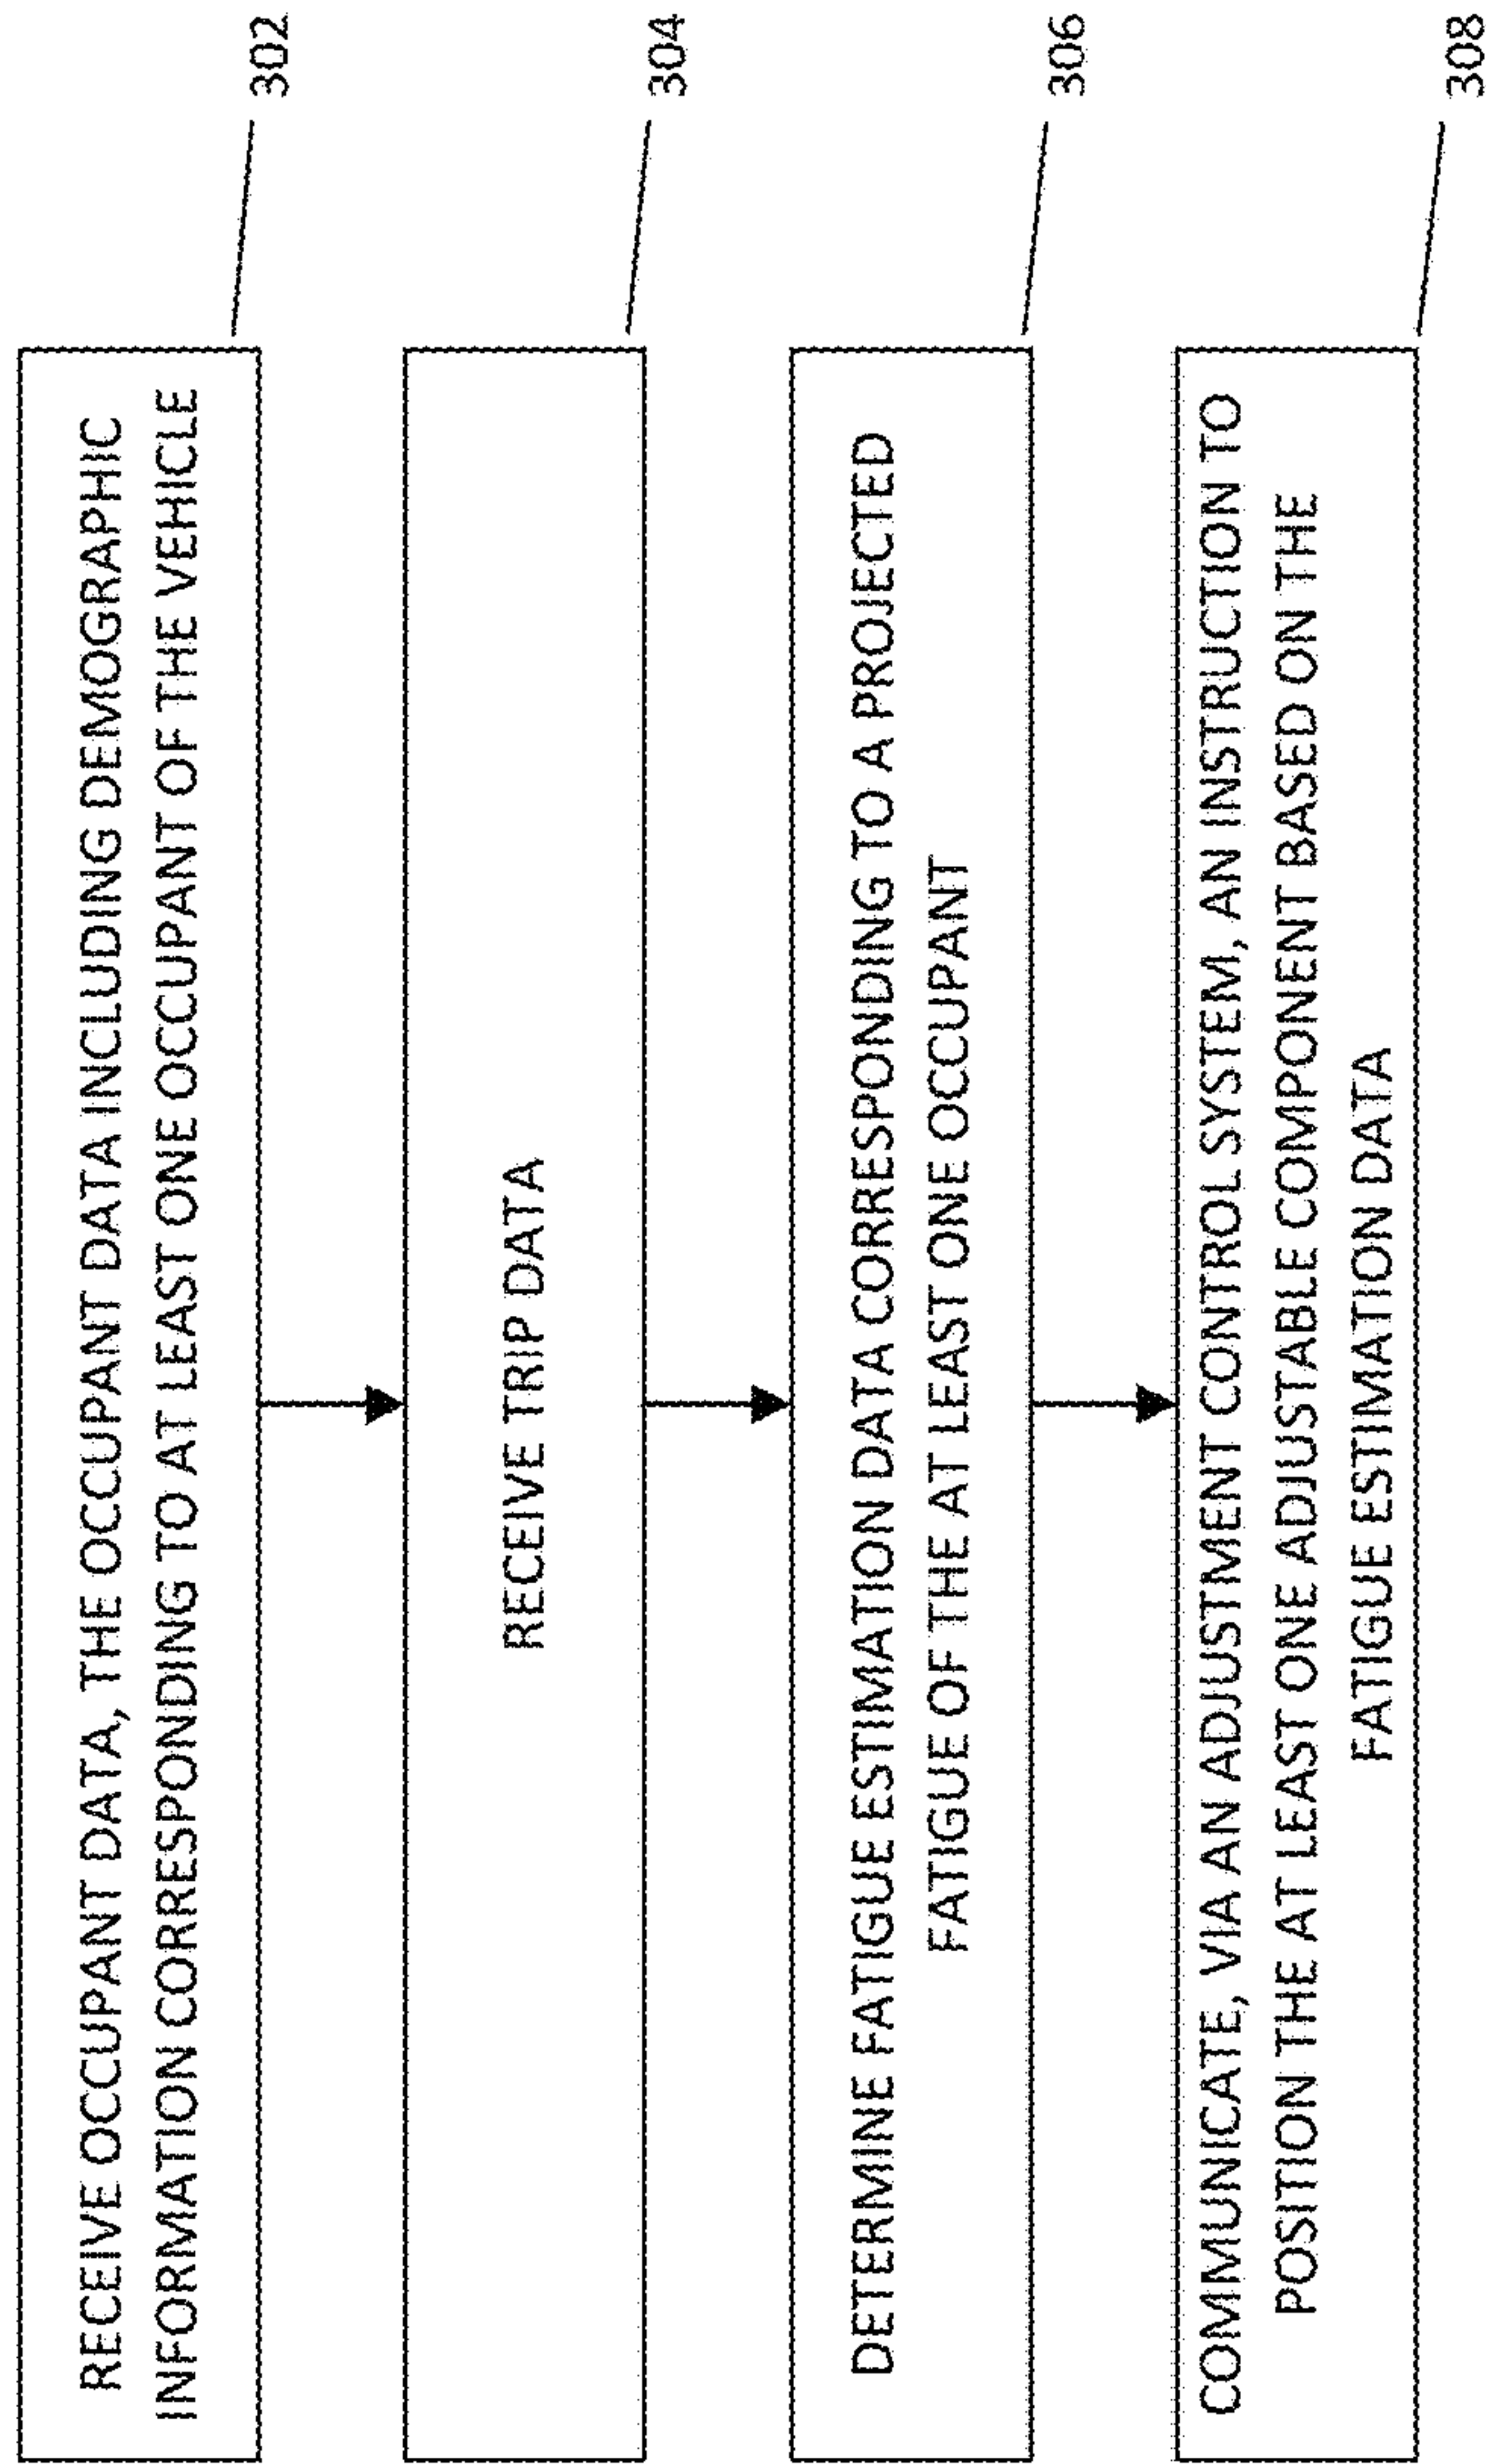 RECEIVE OCCUPANT DATA, THE OCCUPANT DATA INCLUDING DEMOGRAPHIC
INFORMATION CORRESPONDING TO AT LEAST ONE OCCUPANT OF THE VEHICLE
302
RECEIVE TRIP DATA
304
DETERMINE FATIGUE ESTIMATION DATA CORRESPONDING TO A PROJECTED
FATIGUE OF THE AT LEAST ONE OCCUPANT
306
COMMUNICATE, VIA AN ADJUSTMENT CONTROL SYSTEM, AN INSTRUCTION TO
POSITION THE AT LEAST ONE ADJUSTABLE COMPONENT BASED ON THE
FATIGUE ESTIMATION DATA
308